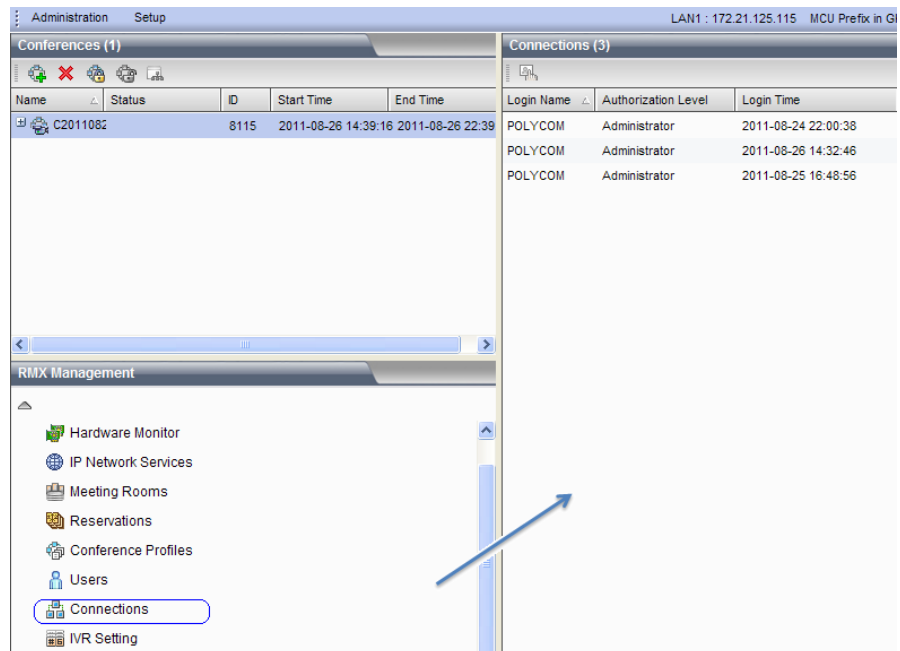 Administration Setup LAN1 : 172.21.125.115 MCU Prefix in
Conferences (1)
Name Status ID Start Time End Time
C2011082 8115 2011-08-26 14:39:16 2011-08-26 22:39
Connections (3)
Login Name Authorization Level Login Time
POLYCOM Administrator 2011-08-24 22:00:38
POLYCOM Administrator 2011-08-26 14:32:46
POLYCOM Administrator 2011-08-25 16:48:56
RMX Management
Hardware Monitor
IP Network Services
Meeting Rooms
Reservations
Conference Profiles
Users
Connections
IVR Setting